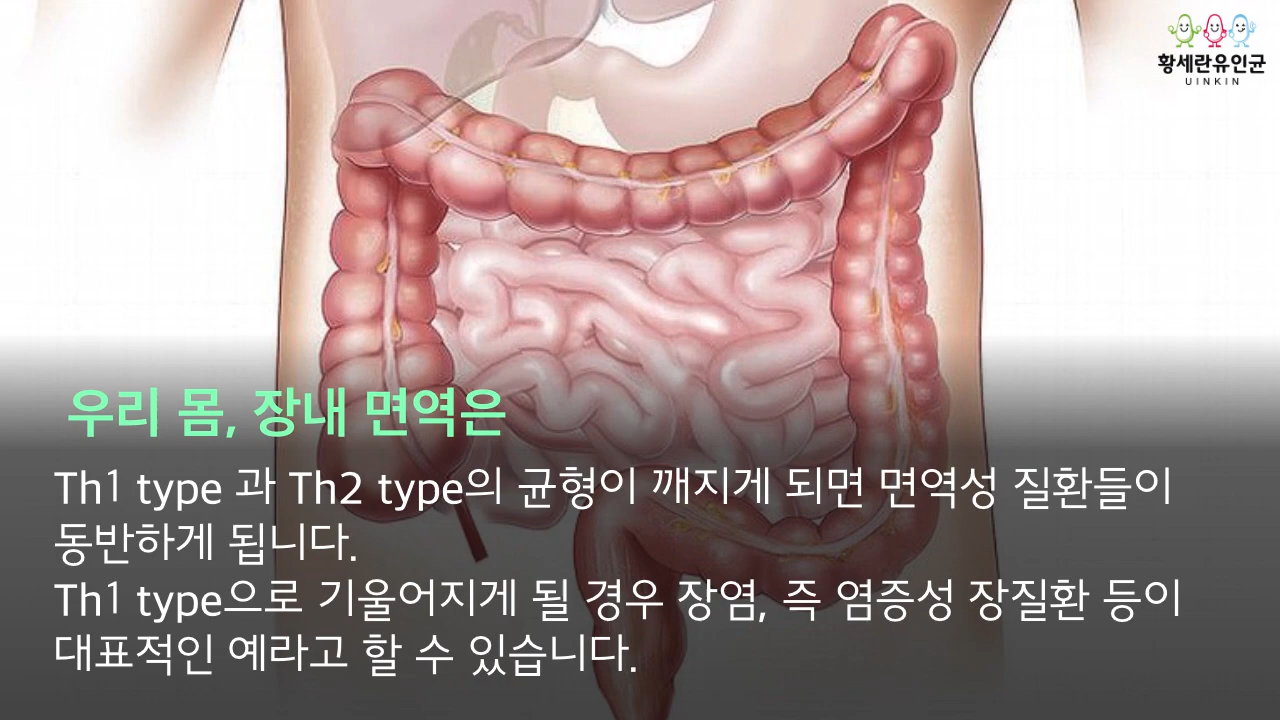 황세란유인균
UINKIN
우리 몸, 장내 면역은
Th1 type 과 Th2 type의 균형이 깨지게 되면 면역성 질환들이
동반하게 됩니다.
Th1 type으로 기울어지게 될 경우 장염, 즉 염증성 장질환 등이
대표적인 예라고 할 수 있습니다.